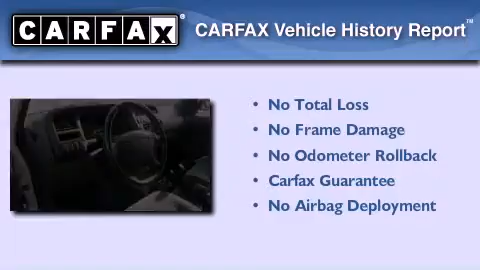 CARFAX®
CARFAX Vehicle History Report™
• No Total Loss
• No Frame Damage
• No Odometer Rollback
• Carfax Guarantee
• No Airbag Deployment